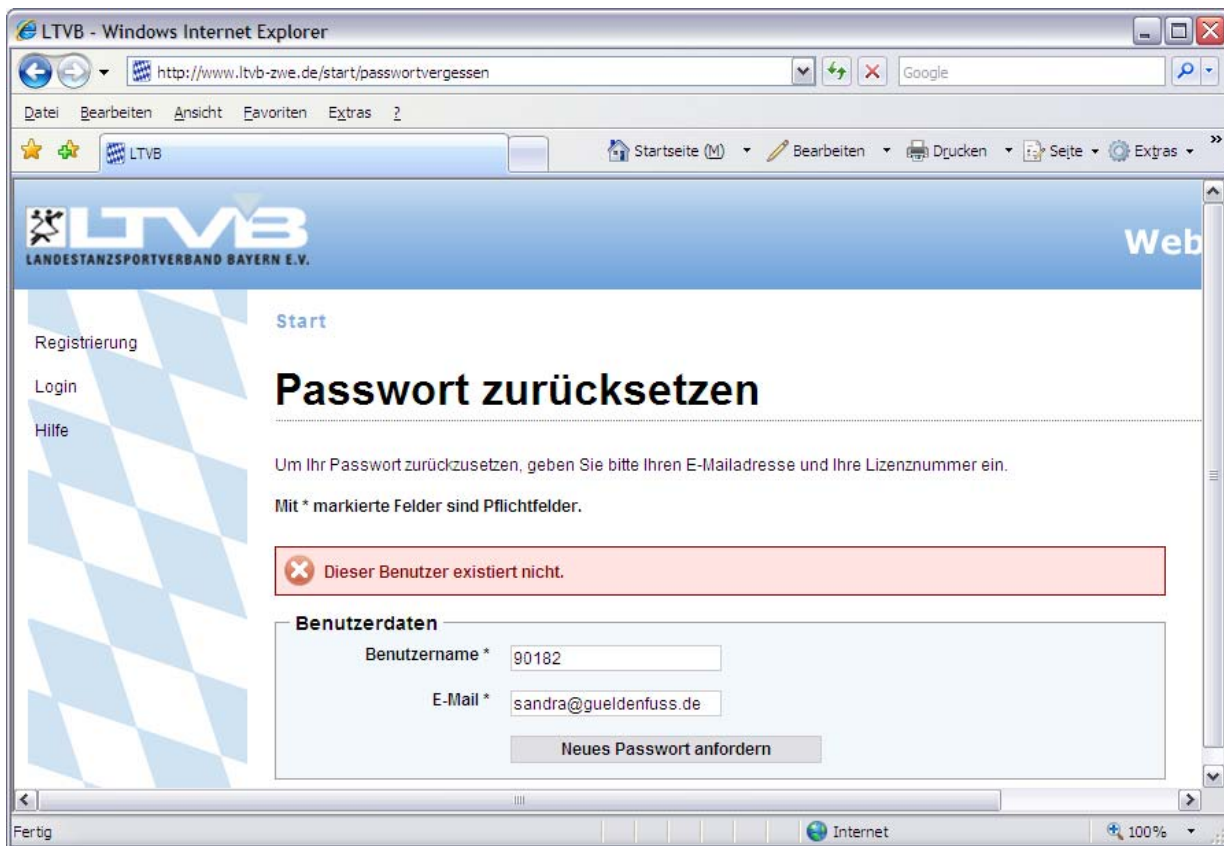 LTVB - Windows Internet Explorer
http://www.ltvb-zwe.de/start/passwortvergessen
Google
Datei Bearbeiten Ansicht Favoriten Extras ?
LTVB
Startseite (M) Bearbeiten Drucken Seite Extras »
LTVB
Web
LANDESTANZSPORTVERBAND BAYERN E.V.
Start
Registrierung
Login
Hilfe
Passwort zurücksetzen
Um Ihr Passwort zurückzusetzen, geben Sie bitte Ihren E-Mailadresse und Ihre Lizenznummer ein.
Mit * markierte Felder sind Pflichtfelder.
Dieser Benutzer existiert nicht.
Benutzerdaten
Benutzername * 90182
E-Mail * sandra@gueldenfuss.de
Neues Passwort anfordern
Fertig
Internet
100%